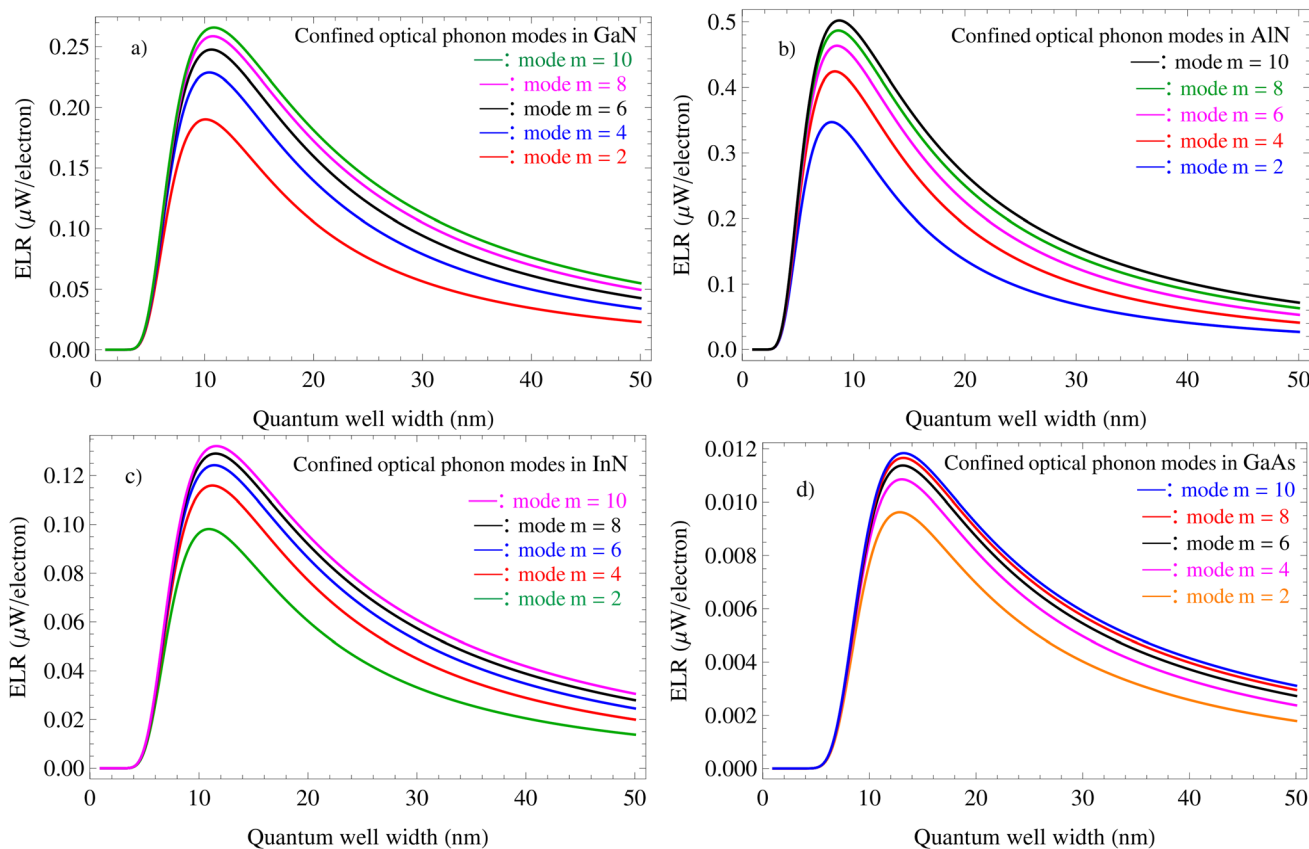 a)
Confined optical phonon modes in GaN
: mode m = 10
: mode m = 8
: mode m = 6
: mode m = 4
: mode m = 2
ELR (μW/electron)
0.25
0.20
0.15
0.10
0.05
0.00
0 10 20 30 40 50
Quantum well width (nm)
b)
Confined optical phonon modes in AlN
: mode m = 10
: mode m = 8
: mode m = 6
: mode m = 4
: mode m = 2
ELR (μW/electron)
0.5
0.4
0.3
0.2
0.1
0.0
0 10 20 30 40 50
Quantum well width (nm)
c)
Confined optical phonon modes in InN
: mode m = 10
: mode m = 8
: mode m = 6
: mode m = 4
: mode m = 2
ELR (μW/electron)
0.12
0.10
0.08
0.06
0.04
0.02
0.00
0 10 20 30 40 50
Quantum well width (nm)
d)
Confined optical phonon modes in GaAs
: mode m = 10
: mode m = 8
: mode m = 6
: mode m = 4
: mode m = 2
ELR (μW/electron)
0.012
0.010
0.008
0.006
0.004
0.002
0.000
0 10 20 30 40 50
Quantum well width (nm)